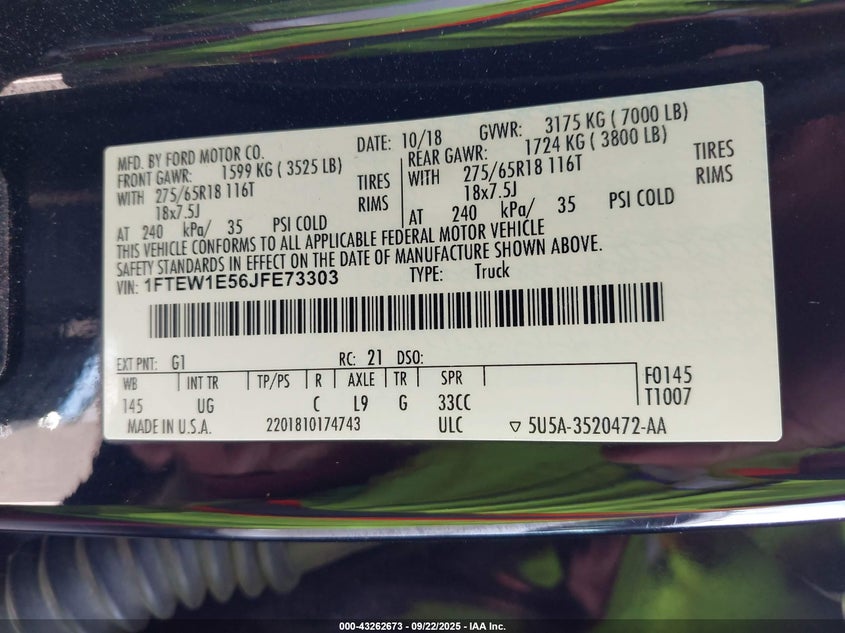 MFD. BY FORD MOTOR CO. DATE: 10/18 GVWR: 3175 KG ( 7000 LB)
FRONT GAWR: 1599 KG ( 3525 LB) REAR GAWR: 1724 KG ( 3800 LB)
WITH 275/65R18 116T TIRES WITH 275/65R18 116T TIRES
18x7.5J RIMS 18x7.5J RIMS
AT 240 kPa/ 35 PSI COLD AT 240 kPa/ 35 PSI COLD
THIS VEHICLE CONFORMS TO ALL APPLICABLE FEDERAL MOTOR VEHICLE
SAFETY STANDARDS IN EFFECT ON THE DATE OF MANUFACTURE SHOWN ABOVE.
VIN: 1FTEW1E56JFE73303 TYPE: Truck
EXT PNT: G1 RC: 21 DSO:
WB INT TR TP/PS R AXLE TR SPR F0145
145 UG C L9 G 33CC T1007
MADE IN U.S.A. 2201810174743 ULC ▽ 5U5A-3520472-AA
000-43262673 - 09/22/2025 - IAA Inc.